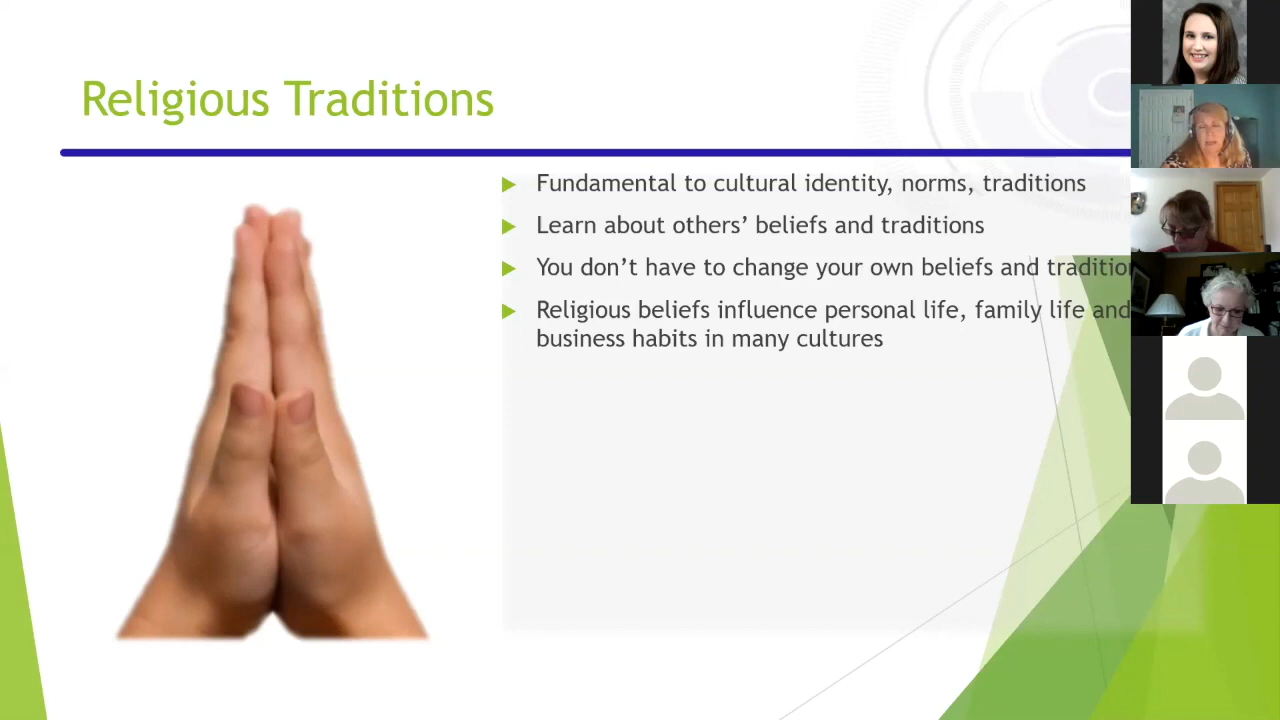 Religious Traditions
Fundamental to cultural identity, norms, traditions
Learn about others’ beliefs and traditions
You don’t have to change your own beliefs and
Religious beliefs influence personal life, family life and
business habits in many cultures